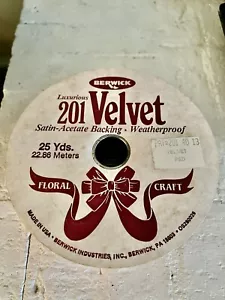 BERWICK
Luxurious
201 Velvet
Satin-Acetate Backing • Weatherproof
25 Yds.
22.86 Meters
FLORAL CRAFT
MADE IN USA • BERWICK INDUSTRIES, INC., BERWICK, PA 18603 •